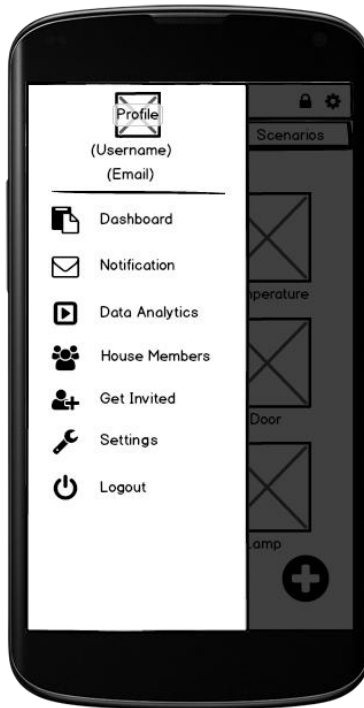 Profile
(Username)
(Email)
Dashboard
Notification
Data Analytics
House Members
Get Invited
Settings
Logout
Scenarios
perature
Door
amp